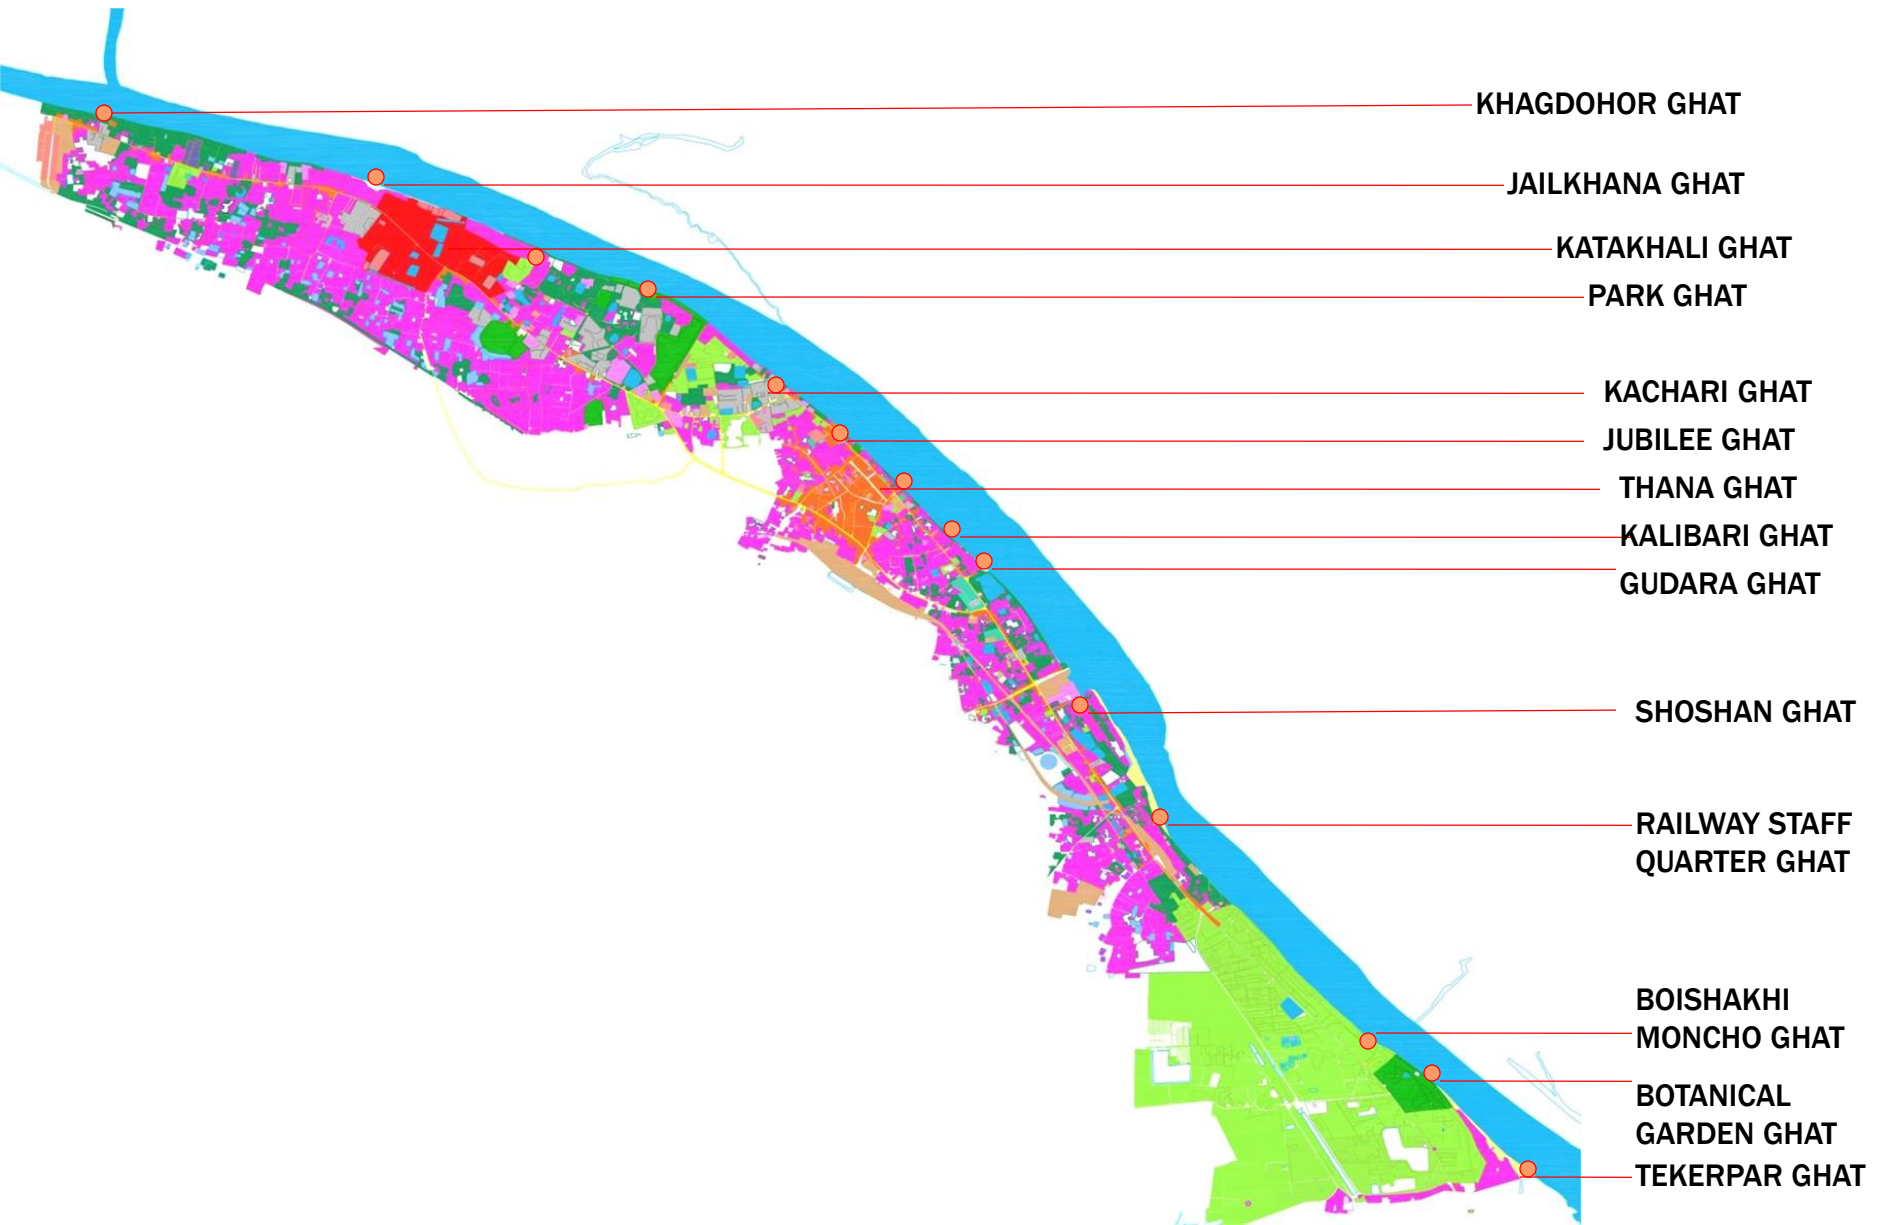 KHAGDOHOR GHAT
JAILKHANA GHAT
KATAKHALI GHAT
PARK GHAT
KACHARI GHAT
JUBILEE GHAT
THANA GHAT
KALIBARI GHAT
GUDARA GHAT
SHOSHAN GHAT
RAILWAY STAFF
QUARTER GHAT
BOISHAKHI
MONCHO GHAT
BOTANICAL
GARDEN GHAT
TEKERPAR GHAT